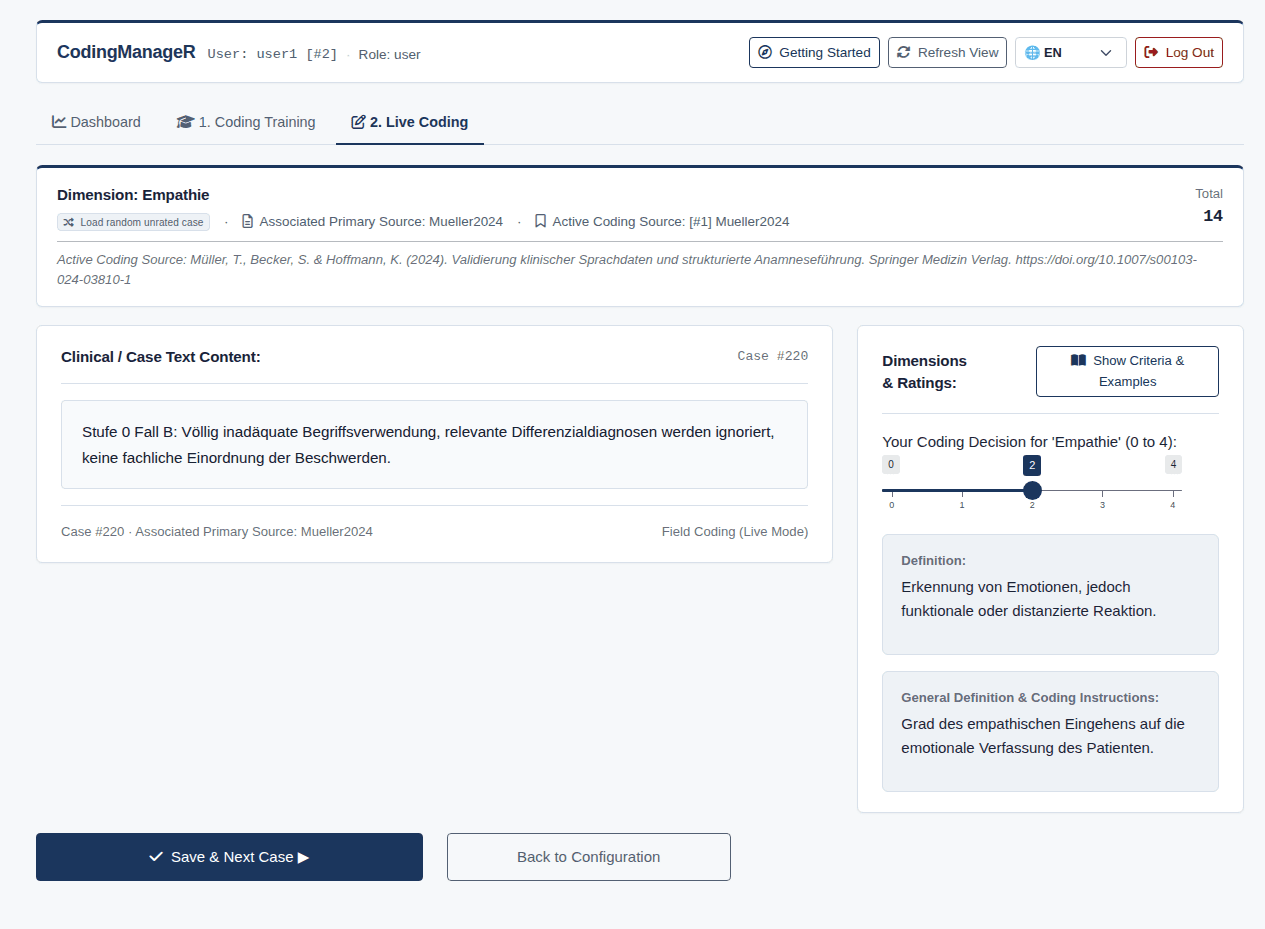 CodingManageR User: user1 [#2] · Role: user
Getting Started
Refresh View
🌐 EN
Log Out
Dashboard
1. Coding Training
2. Live Coding
Dimension: Empathie
Total
Load random unrated case · Associated Primary Source: Mueller2024 · Active Coding Source: [#1] Mueller2024
14
Active Coding Source: Müller, T., Becker, S. & Hoffmann, K. (2024). Validierung klinischer Sprachdaten und strukturierte Anamneseführung. Springer Medizin Verlag. https://doi.org/10.1007/s00103-
024-03810-1
Clinical / Case Text Content:
Case #220
Stufe 0 Fall B: Völlig inadäquate Begriffsverwendung, relevante Differenzialdiagnosen werden ignoriert,
keine fachliche Einordnung der Beschwerden.
Case #220 · Associated Primary Source: Mueller2024
Field Coding (Live Mode)
Dimensions
& Ratings:
Show Criteria &
Examples
Your Coding Decision for 'Empathie' (0 to 4):
0 2 4
0 1 2 3 4
Definition:
Erkennung von Emotionen, jedoch
funktionale oder distanzierte Reaktion.
General Definition & Coding Instructions:
Grad des empathischen Eingehens auf die
emotionale Verfassung des Patienten.
Save & Next Case ▶
Back to Configuration